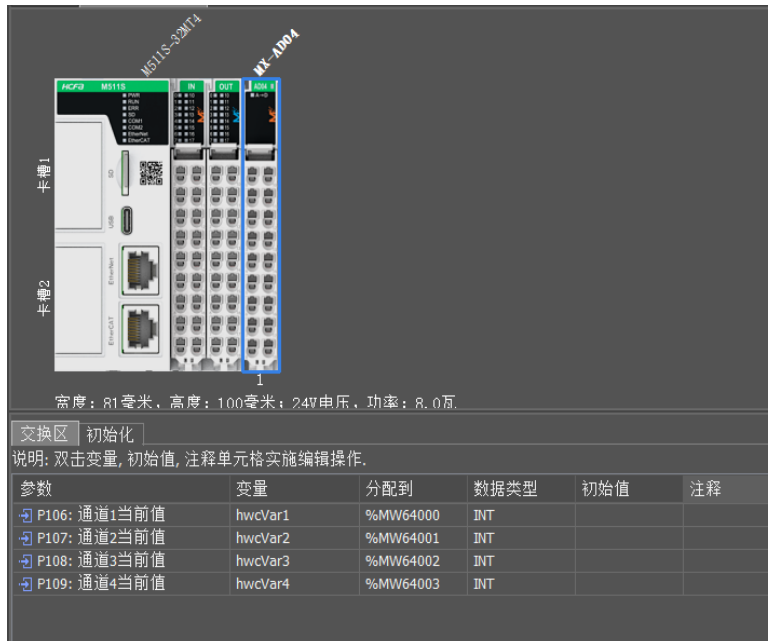 M511S-32MT4
MX-AD04
HCFA M511S
PWR
RUN
ERR
SD
COM1
COM2
EtherNet
EtherCAT
IN
OUT
AD04
A→D
卡槽1
SD
USB
卡槽2
EtherNet
EtherCAT
1
宽度: 81毫米, 高度: 100毫米; 24V电压, 功率: 8.0瓦.
交换区 初始化
说明: 双击变量, 初始值, 注释单元格实施编辑操作.
参数 变量 分配到 数据类型 初始值 注释
P106: 通道1当前值 hwcVar1 %MW64000 INT
P107: 通道2当前值 hwcVar2 %MW64001 INT
P108: 通道3当前值 hwcVar3 %MW64002 INT
P109: 通道4当前值 hwcVar4 %MW64003 INT